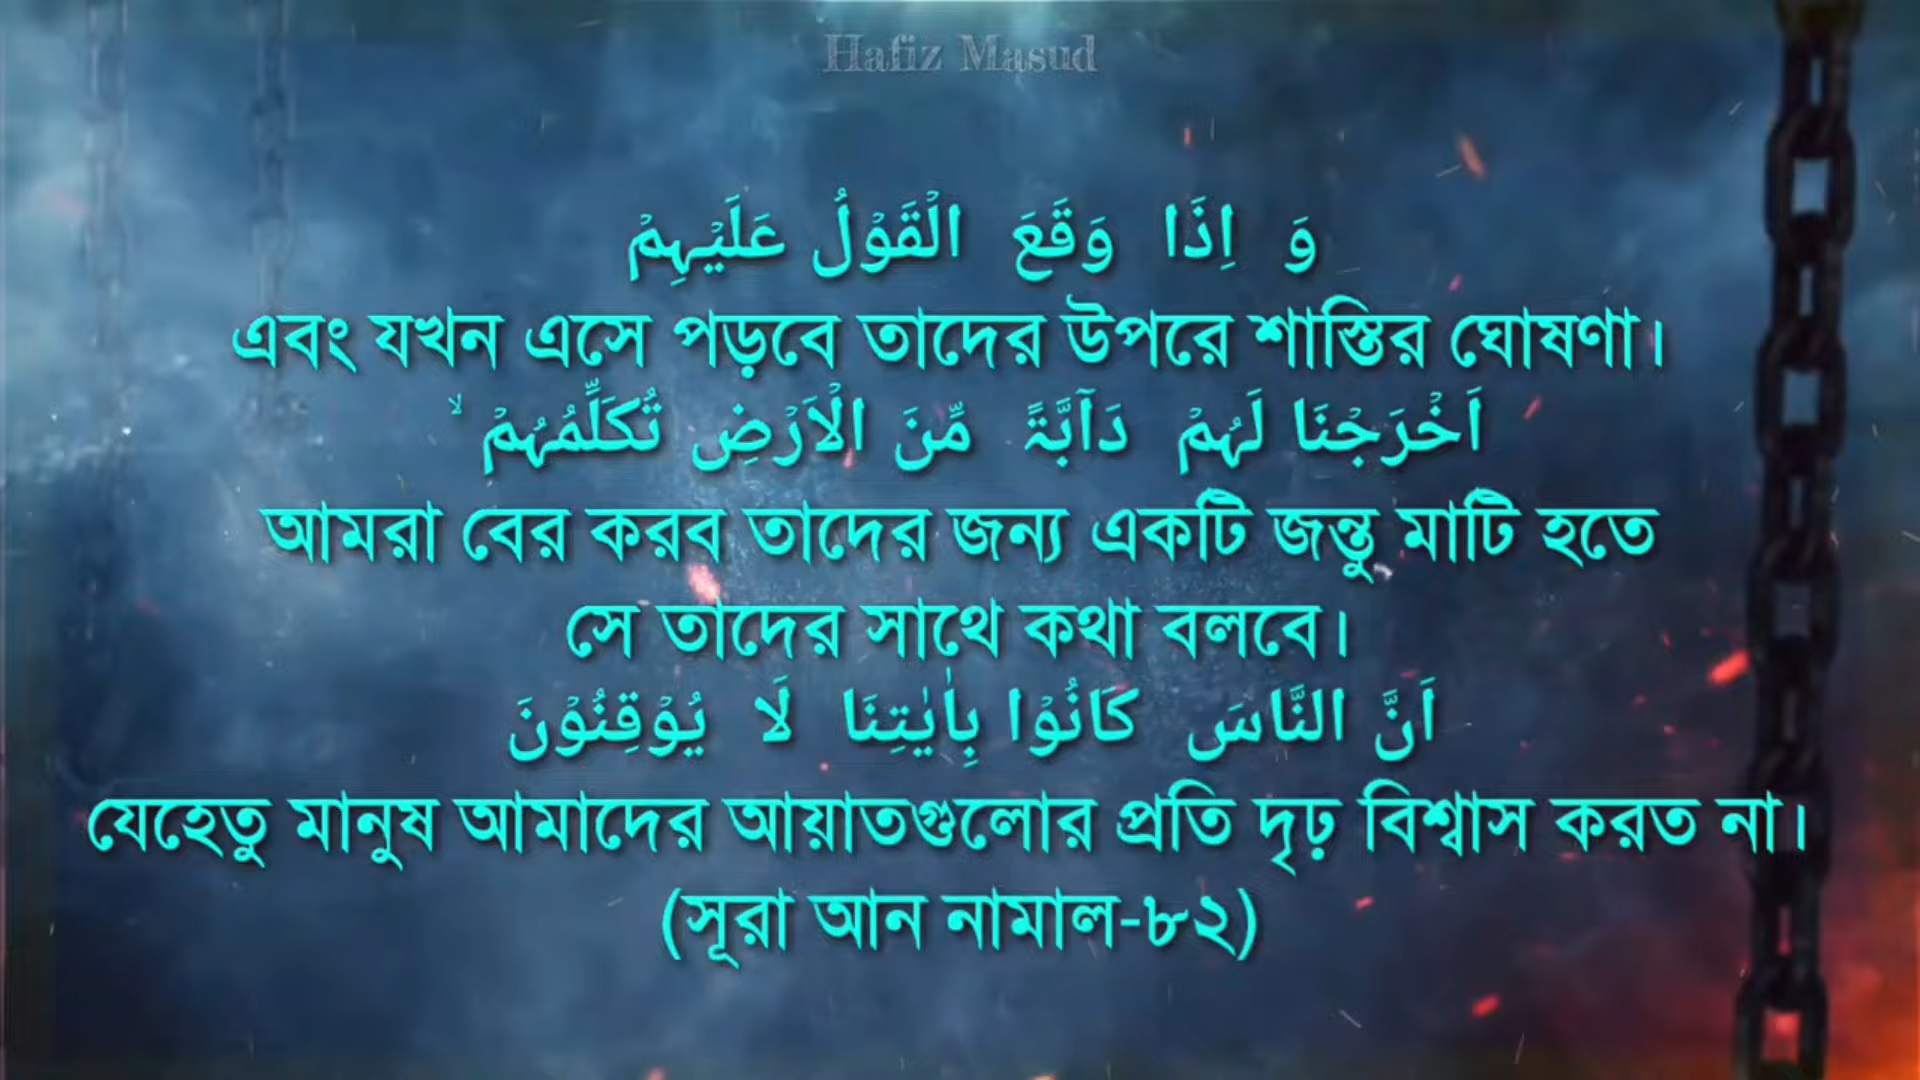 Hafiz Masud
وَ اِذَا وَقَعَ الْقَوْلُ عَلَیْهِمْ
এবং যখন এসে পড়বে তাদের উপরে শাস্তির ঘোষণা।
اَخْرَجْنَا لَهُمْ دَآبَّۃً مِّنَ الْاَرْضِ تُکَلِّمُهُمْ ۙ
আমরা বের করব তাদের জন্য একটি জন্তু মাটি হতে
সে তাদের সাথে কথা বলবে।
اَنَّ النَّاسَ کَانُوْا بِاٰیٰتِنَا لَا یُوْقِنُوْنَ
যেহেতু মানুষ আমাদের আয়াতগুলোর প্রতি দৃঢ় বিশ্বাস করত না।
(সূরা আন নামাল-৮২)